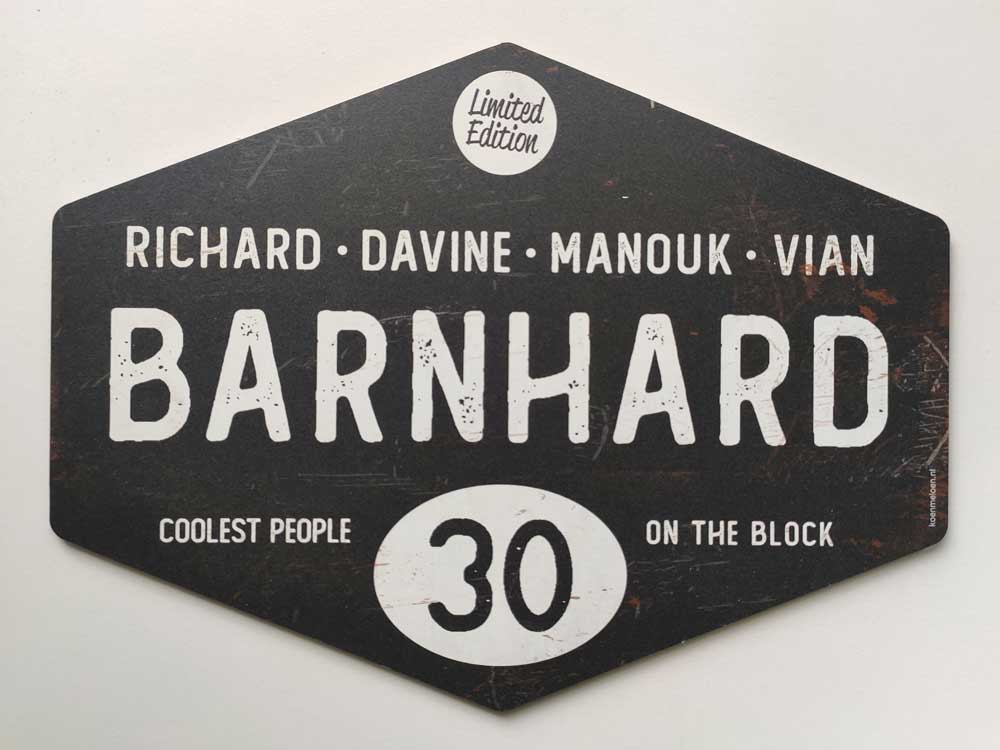 Limited
Edition
RICHARD · DAVINE · MANOUK · VIAN
BARNHARD
COOLEST PEOPLE 30 ON THE BLOCK
koenmeloen.nl